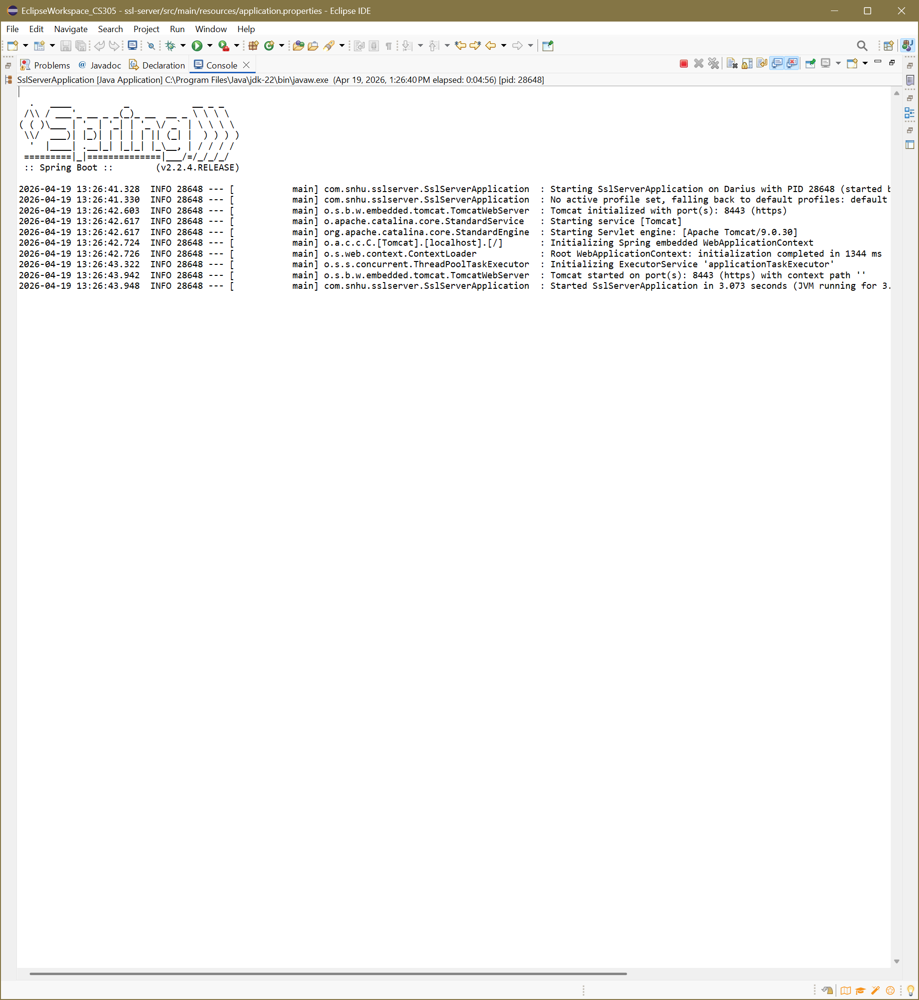 EclipseWorkspace_CS305 - ssl-server/src/main/resources/application.properties - Eclipse IDE
File Edit Navigate Search Project Run Window Help
Problems @ Javadoc Declaration Console
SslServerApplication [Java Application] C:\Program Files\Java\jdk-22\bin\javaw.exe (Apr 19, 2026, 1:26:40 PM elapsed: 0:04:56) [pid: 28648]
  .   ____          _            __ _ _
 /\\ / ___'_ __ _ _(_)_ __  __ _ \ \ \ \
( ( )\___ | '_ | '_| | '_ \/ _` | \ \ \ \
 \\/  ___)| |_)| | | | | || (_| |  ) ) ) )
  '  |____| .__|_| |_|_| |_\__, | / / / /
 =========|_|==============|___/=/_/_/_/
 :: Spring Boot ::        (v2.2.4.RELEASE)
2026-04-19 13:26:41.328  INFO 28648 --- [           main] com.snhu.sslserver.SslServerApplication  : Starting SslServerApplication on Darius with PID 28648 (started
2026-04-19 13:26:41.330  INFO 28648 --- [           main] com.snhu.sslserver.SslServerApplication  : No active profile set, falling back to default profiles: default
2026-04-19 13:26:42.603  INFO 28648 --- [           main] o.s.b.w.embedded.tomcat.TomcatWebServer  : Tomcat initialized with port(s): 8443 (https)
2026-04-19 13:26:42.617  INFO 28648 --- [           main] o.apache.catalina.core.StandardService   : Starting service [Tomcat]
2026-04-19 13:26:42.617  INFO 28648 --- [           main] org.apache.catalina.core.StandardEngine  : Starting Servlet engine: [Apache Tomcat/9.0.30]
2026-04-19 13:26:42.724  INFO 28648 --- [           main] o.a.c.c.C.[Tomcat].[localhost].[/]       : Initializing Spring embedded WebApplicationContext
2026-04-19 13:26:42.726  INFO 28648 --- [           main] o.s.web.context.ContextLoader            : Root WebApplicationContext: initialization completed in 1344 ms
2026-04-19 13:26:43.322  INFO 28648 --- [           main] o.s.s.concurrent.ThreadPoolTaskExecutor  : Initializing ExecutorService 'applicationTaskExecutor'
2026-04-19 13:26:43.942  INFO 28648 --- [           main] o.s.b.w.embedded.tomcat.TomcatWebServer  : Tomcat started on port(s): 8443 (https) with context path ''
2026-04-19 13:26:43.948  INFO 28648 --- [           main] com.snhu.sslserver.SslServerApplication  : Started SslServerApplication in 3.073 seconds (JVM running for 3.